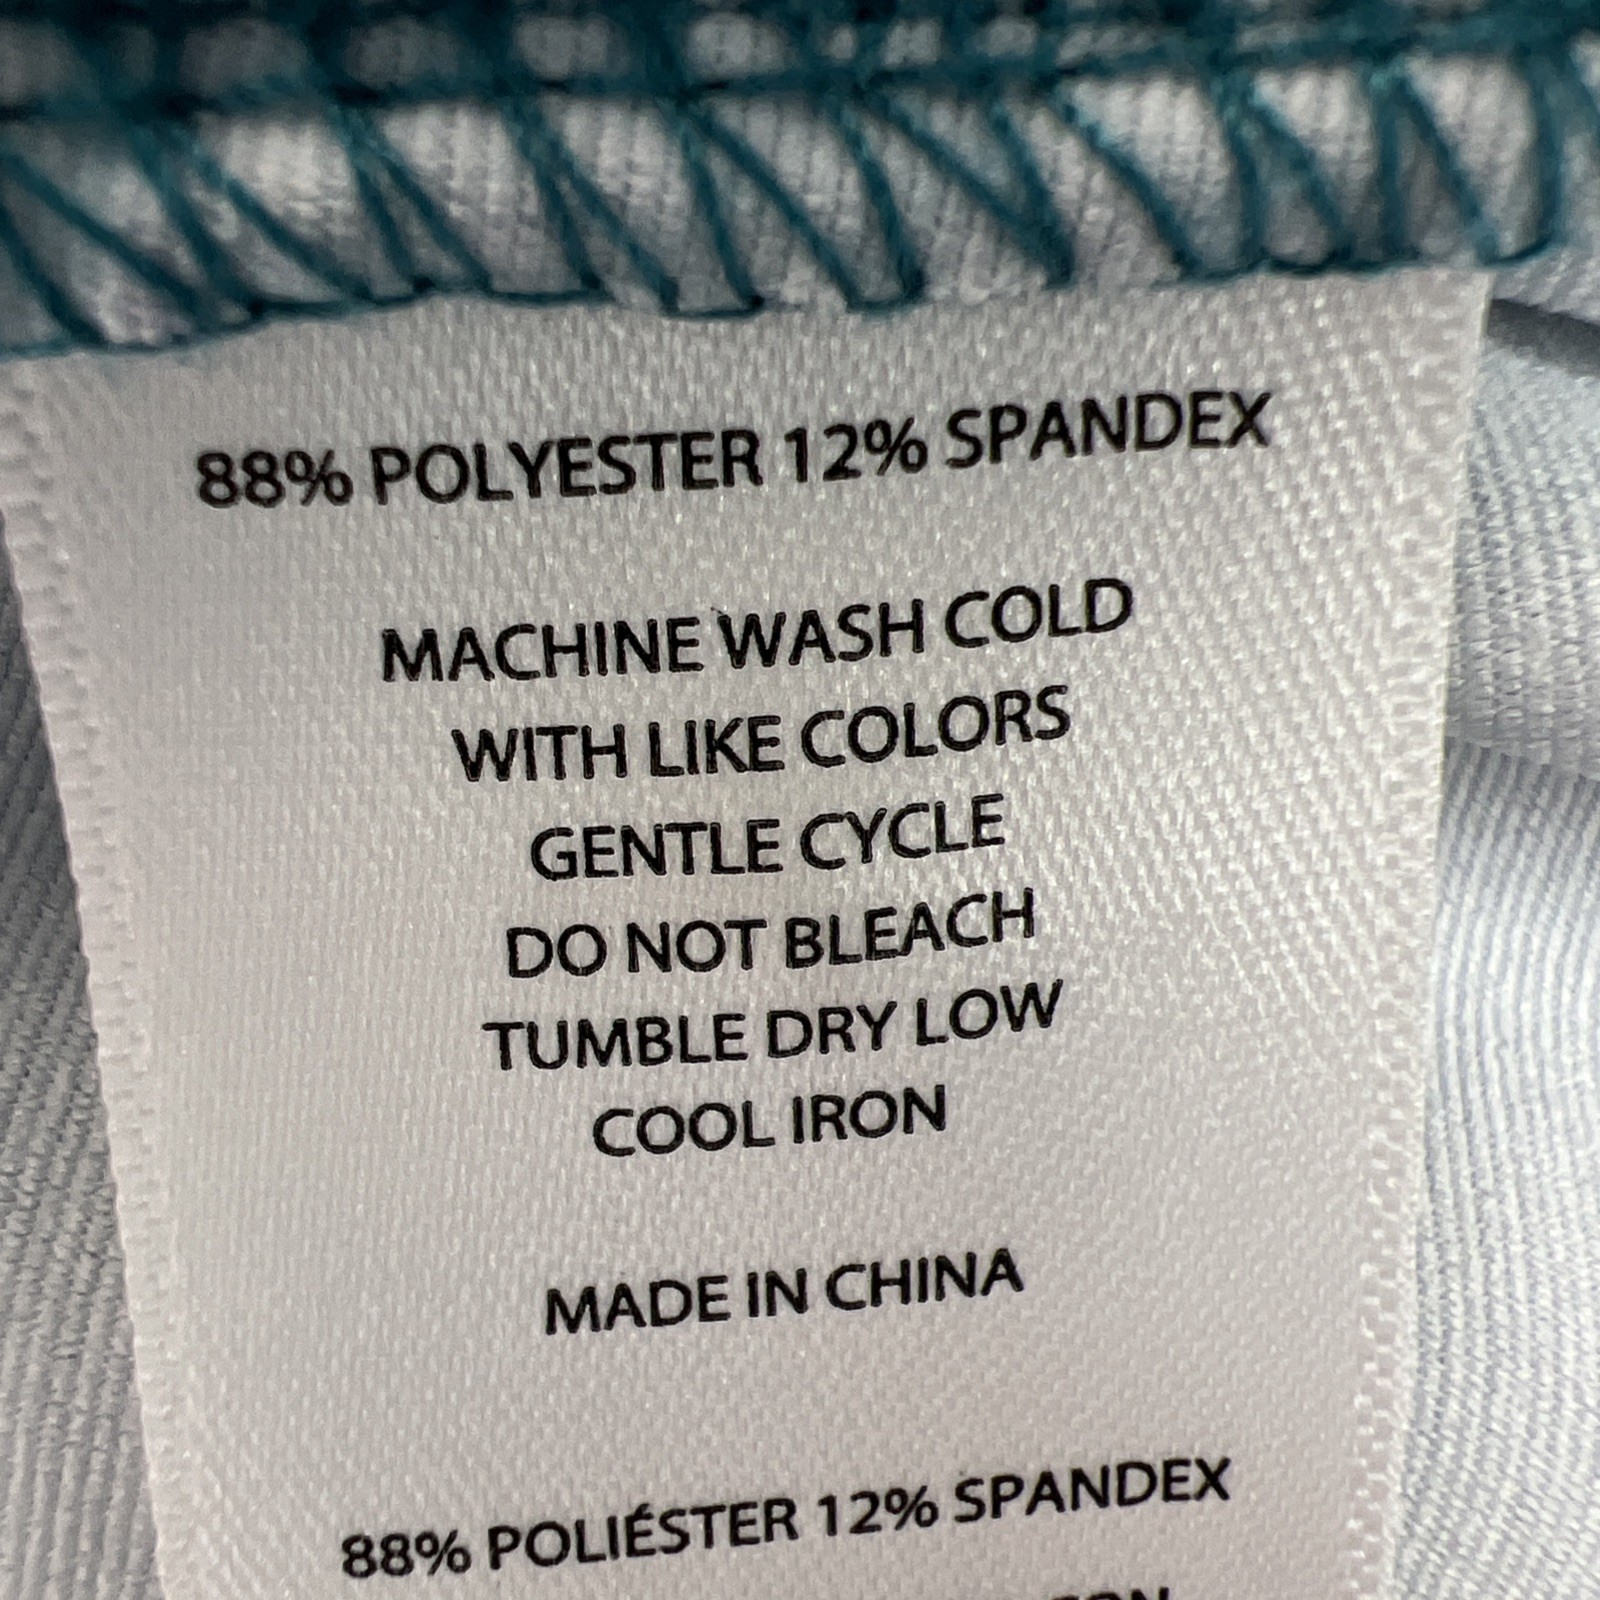 88% POLYESTER 12% SPANDEX
MACHINE WASH COLD
WITH LIKE COLORS
GENTLE CYCLE
DO NOT BLEACH
TUMBLE DRY LOW
COOL IRON
MADE IN CHINA
88% POLIÉSTER 12% SPANDEX